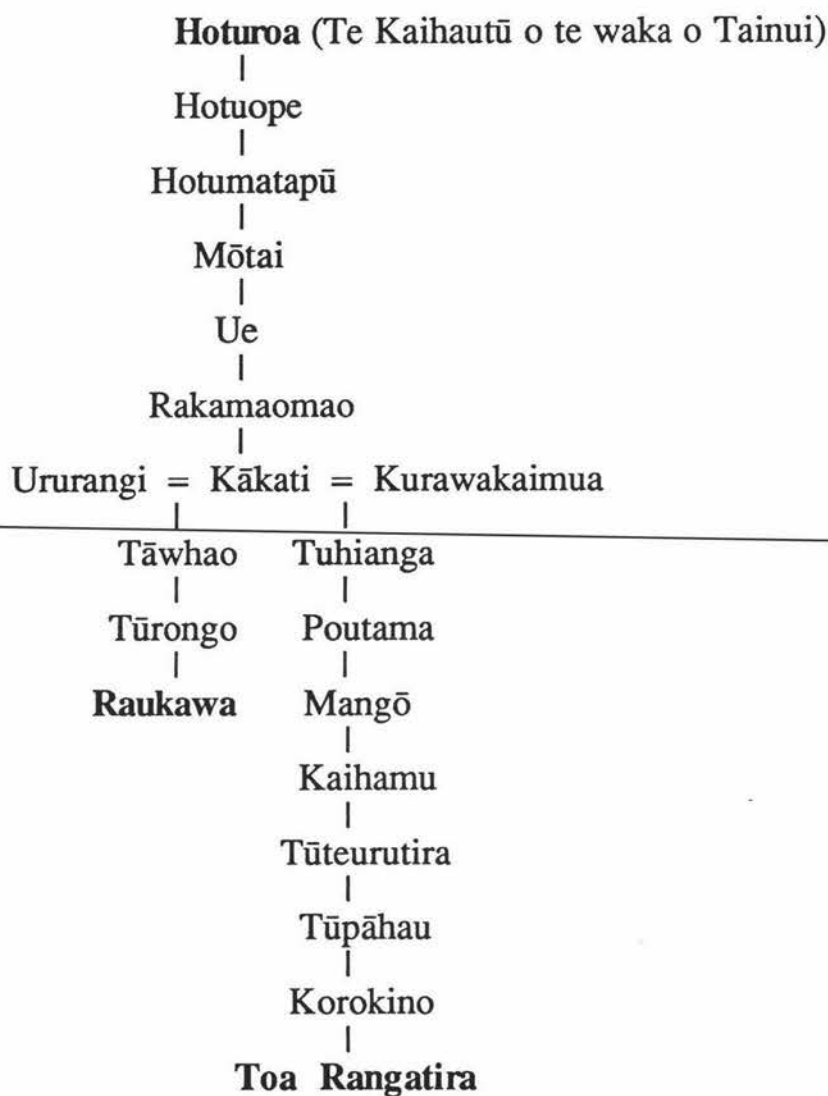 Hoturoa (Te Kaihautū o te waka o Tainui)
Hotuope
Hotumatapū
Mōtai
Ue
Rakamaomao
Ururangi = Kākati = Kurawakaimua
Tāwhao Tuhianga
Tūrongo Poutama
Raukawa Mangō
Kaihamu
Tūteurutira
Tūpāhau
Korokino
Toa Rangatira